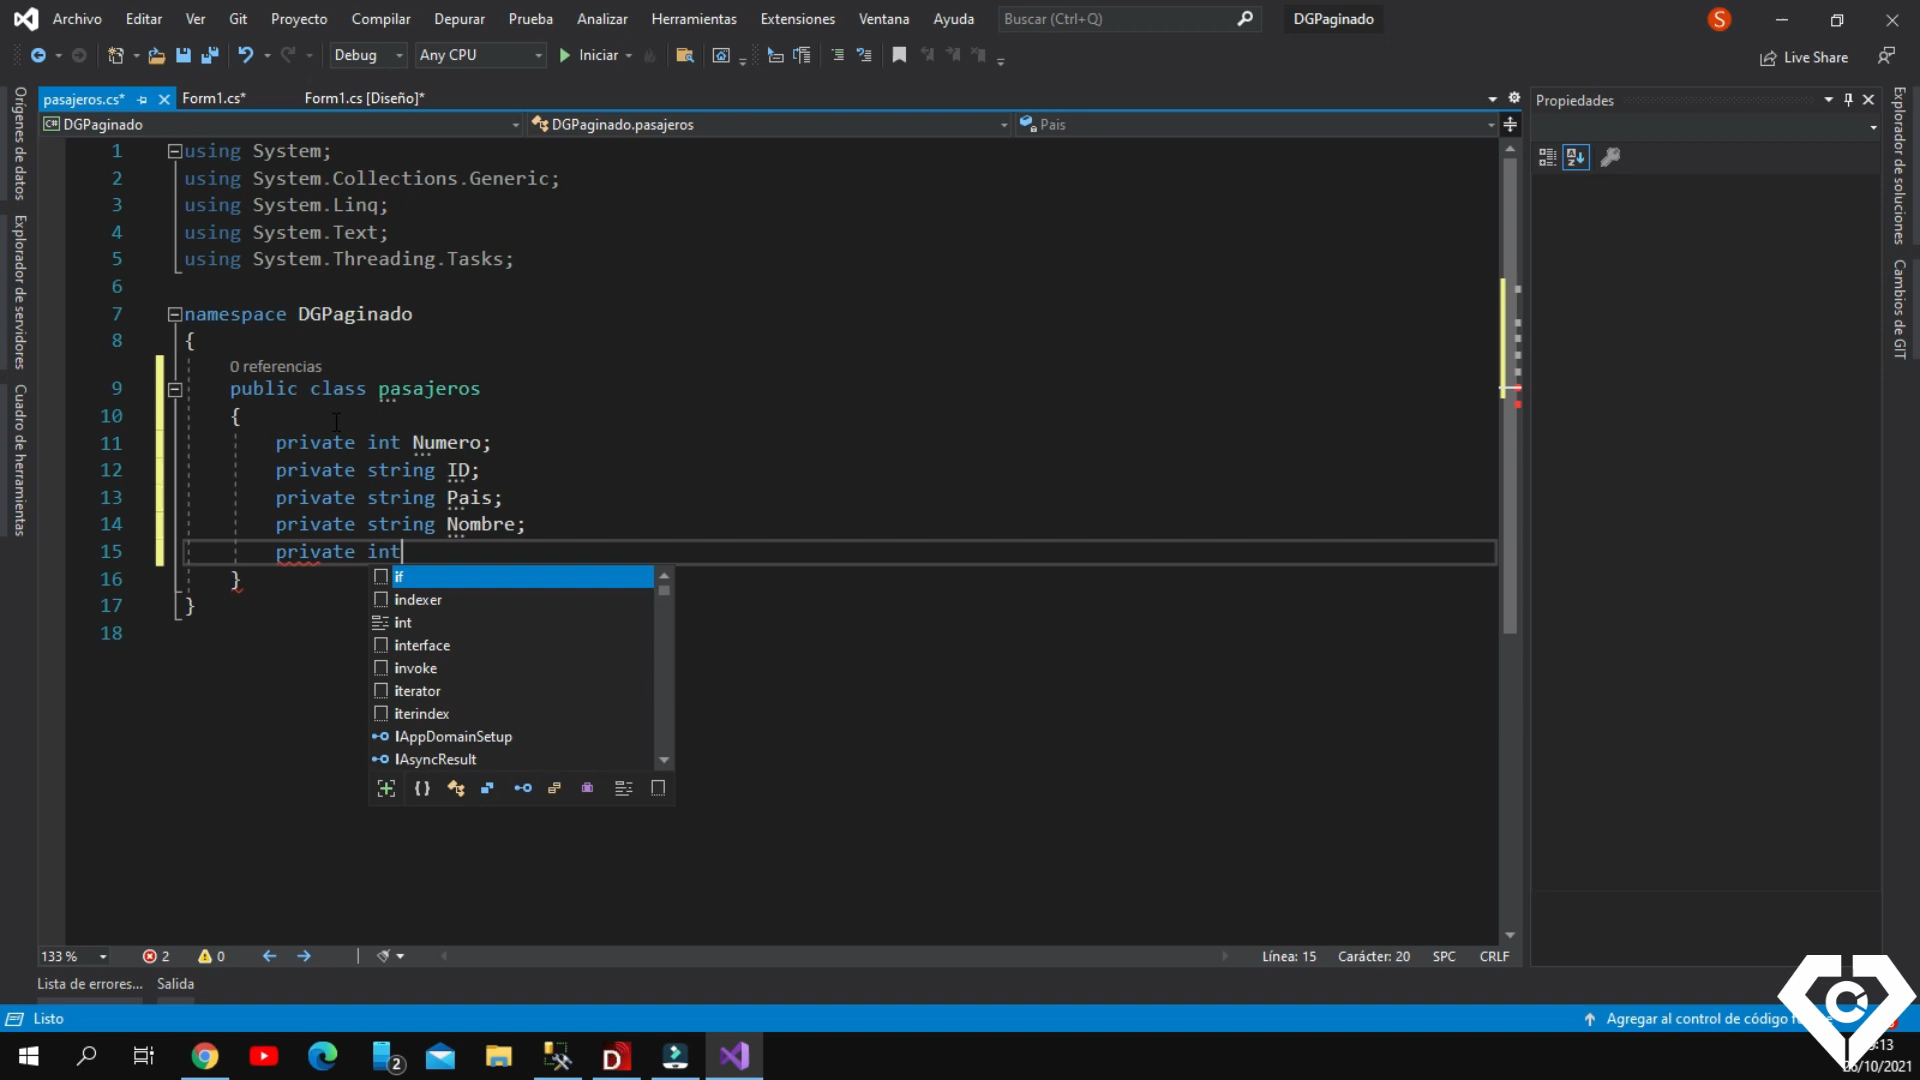 Archivo Editar Ver Git Proyecto Compilar Depurar Prueba Analizar Herramientas Extensiones Ventana Ayuda Buscar (Ctrl+Q) DGPaginado S
Debug Any CPU Iniciar Live Share
pasajeros.cs* Form1.cs* Form1.cs [Diseño]* Propiedades
C# DGPaginado DGPaginado.pasajeros Pais
Orígenes de datos
Explorador de servidores
Cuadro de herramientas
1 using System;
2 using System.Collections.Generic;
3 using System.Linq;
4 using System.Text;
5 using System.Threading.Tasks;
6
7 namespace DGPaginado
8 {
0 referencias
9 public class pasajeros
10 {
11 private int Numero;
12 private string ID;
13 private string Pais;
14 private string Nombre;
15 private int
16 }
17 }
18
if
indexer
int
interface
invoke
iterator
iterindex
IAppDomainSetup
IAsyncResult
Explorador de soluciones
Cambios de GIT
133 % 2 0 Línea: 15 Carácter: 20 SPC CRLF
Lista de errores... Salida
Listo Agregar al control de código
2